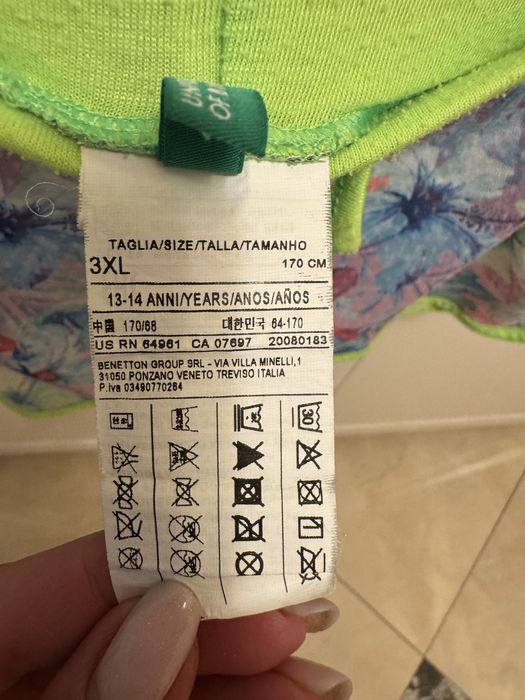 TAGLIA/SIZE/TALLA/TAMANHO
3XL 170 CM
13-14 ANNI/YEARS/ANOS/AÑOS
中国 170/68 대한민국 64-170
US RN 64961 CA 07697 20080183
BENETTON GROUP SRL - VIA VILLA MINELLI,1
31050 PONZANO VENETO TREVISO ITALIA
P.iva 03490770264
30